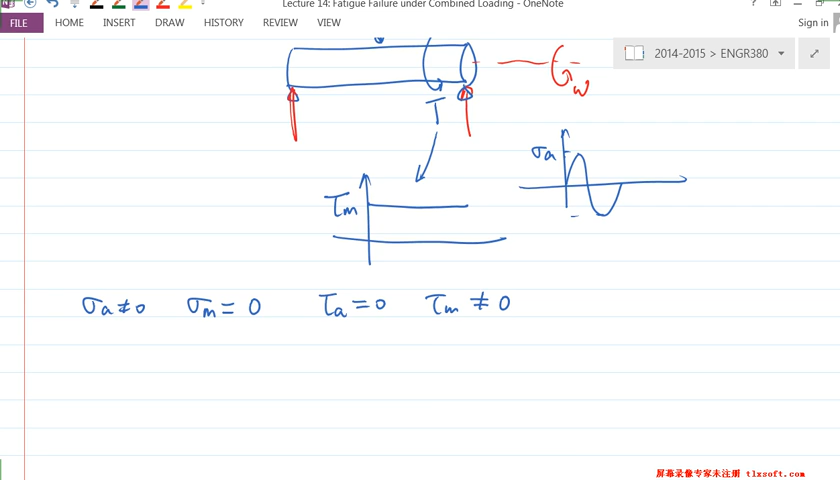 Lecture 14: Fatigue Failure under Combined Loading - OneNote
FILE HOME INSERT DRAW HISTORY REVIEW VIEW
? Sign in
2014-2015 > ENGR380
ω
T
σa
τm
σa ≠ 0 σm = 0 τa = 0 τm ≠ 0
屏幕录像专家未注册 tlxsoft.com